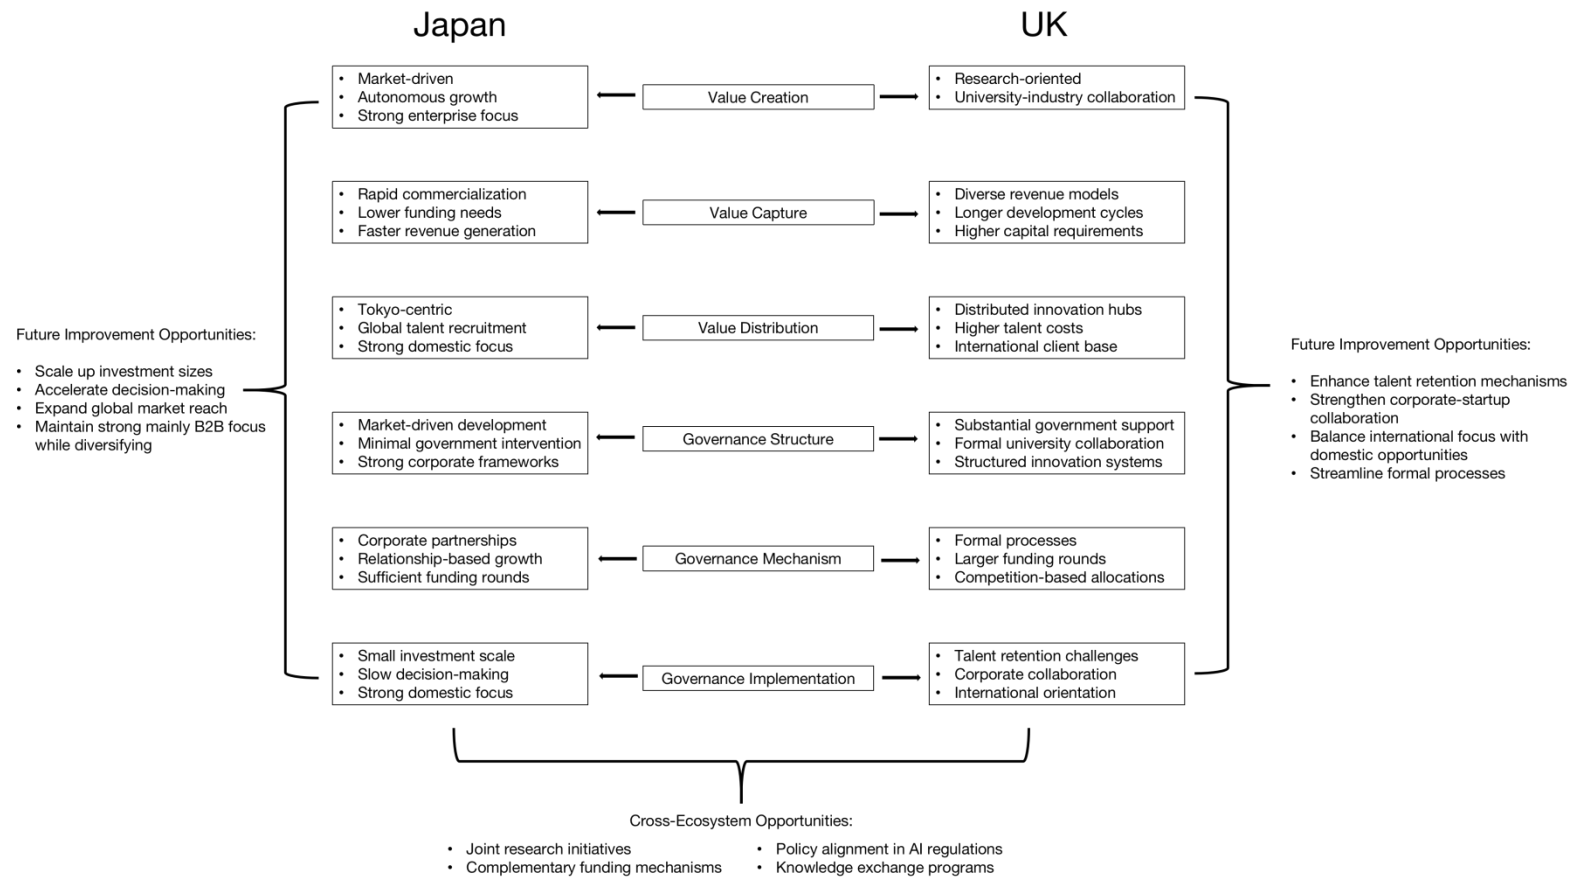 Japan
UK
• Market-driven
• Autonomous growth
• Strong enterprise focus
Value Creation
• Research-oriented
• University-industry collaboration
• Rapid commercialization
• Lower funding needs
• Faster revenue generation
Value Capture
• Diverse revenue models
• Longer development cycles
• Higher capital requirements
• Tokyo-centric
• Global talent recruitment
• Strong domestic focus
Value Distribution
• Distributed innovation hubs
• Higher talent costs
• International client base
• Market-driven development
• Minimal government intervention
• Strong corporate frameworks
Governance Structure
• Substantial government support
• Formal university collaboration
• Structured innovation systems
• Corporate partnerships
• Relationship-based growth
• Sufficient funding rounds
Governance Mechanism
• Formal processes
• Larger funding rounds
• Competition-based allocations
• Small investment scale
• Slow decision-making
• Strong domestic focus
Governance Implementation
• Talent retention challenges
• Corporate collaboration
• International orientation
Future Improvement Opportunities:
• Scale up investment sizes
• Accelerate decision-making
• Expand global market reach
• Maintain strong mainly B2B focus
while diversifying
Future Improvement Opportunities:
• Enhance talent retention mechanisms
• Strengthen corporate-startup
collaboration
• Balance international focus with
domestic opportunities
• Streamline formal processes
Cross-Ecosystem Opportunities:
• Joint research initiatives
• Complementary funding mechanisms
• Policy alignment in AI regulations
• Knowledge exchange programs